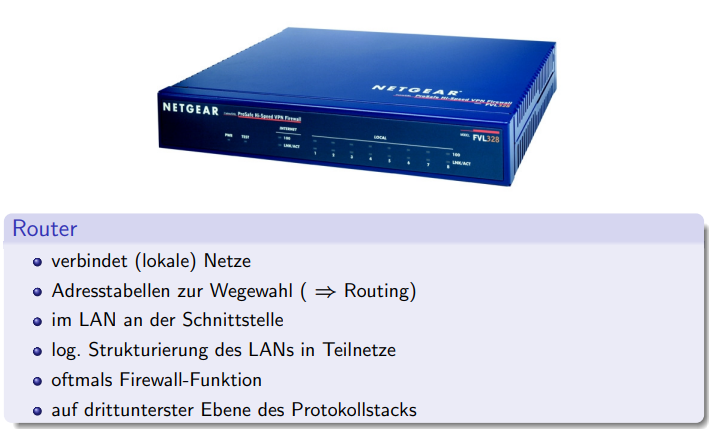 NETGEAR
ProSafe Hi-Speed VPN Firewall
FVL328
NETGEAR ProSafe Hi-Speed VPN Firewall
MODEL FVL328
PWR TEST INTERNET LOCAL
100 100
LNK/ACT 1 2 3 4 5 6 7 8 LNK/ACT
Router
verbindet (lokale) Netze
Adresstabellen zur Wegewahl ( ⇒ Routing)
im LAN an der Schnittstelle
log. Strukturierung des LANs in Teilnetze
oftmals Firewall-Funktion
auf drittunterster Ebene des Protokollstacks